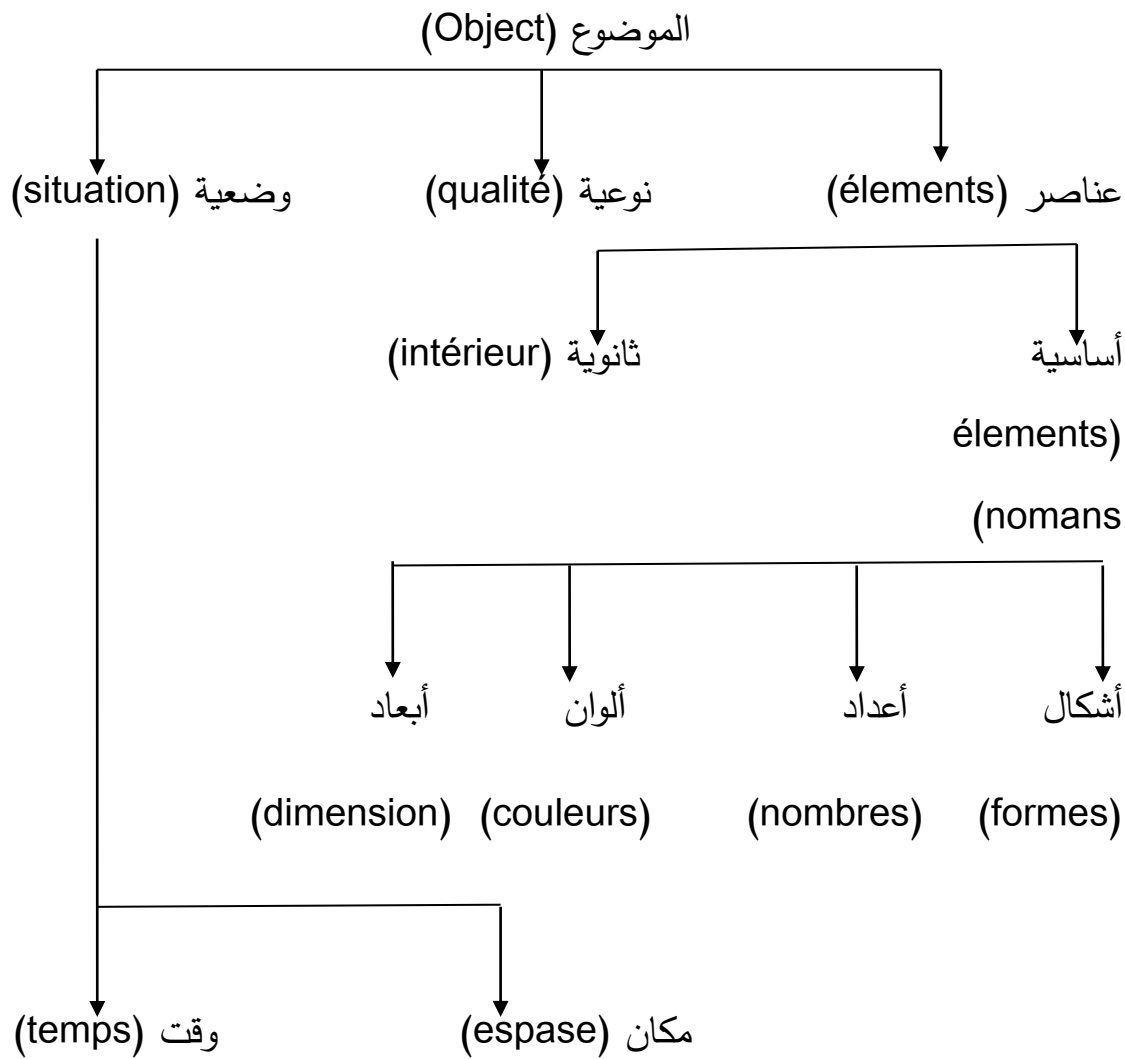 الموضوع (Object)
عناصر (élements) نوعية (qualité) وضعية (situation)
أساسية ثانوية (intérieur)
(élements
nomans)
أشكال أعداد ألوان أبعاد
(formes) (nombres) (couleurs) (dimension)
مكان (espase) وقت (temps)